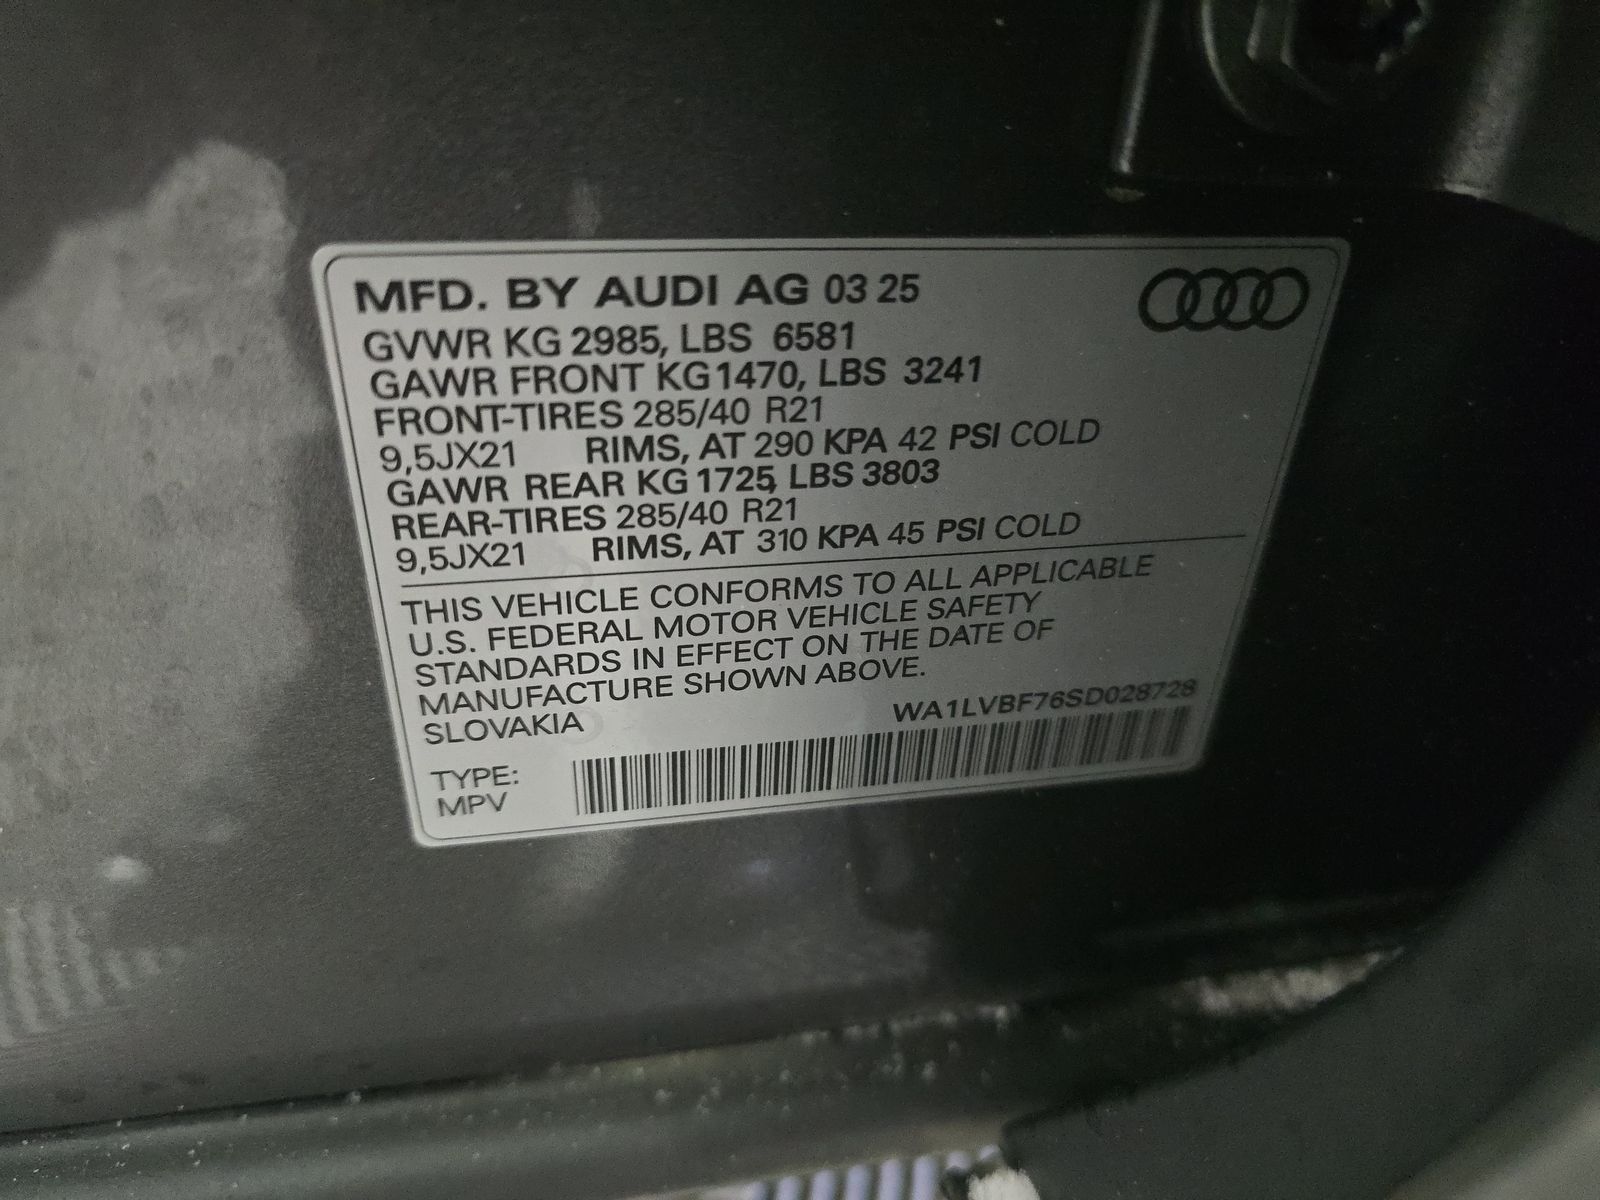 MFD. BY AUDI AG 03 25
GVWR KG 2985, LBS 6581
GAWR FRONT KG 1470, LBS 3241
FRONT-TIRES 285/40 R21
9,5JX21 RIMS, AT 290 KPA 42 PSI COLD
GAWR REAR KG 1725, LBS 3803
REAR-TIRES 285/40 R21
9,5JX21 RIMS, AT 310 KPA 45 PSI COLD
THIS VEHICLE CONFORMS TO ALL APPLICABLE
U.S. FEDERAL MOTOR VEHICLE SAFETY
STANDARDS IN EFFECT ON THE DATE OF
MANUFACTURE SHOWN ABOVE.
SLOVAKIA WA1LVBF76SD028728
TYPE:
MPV